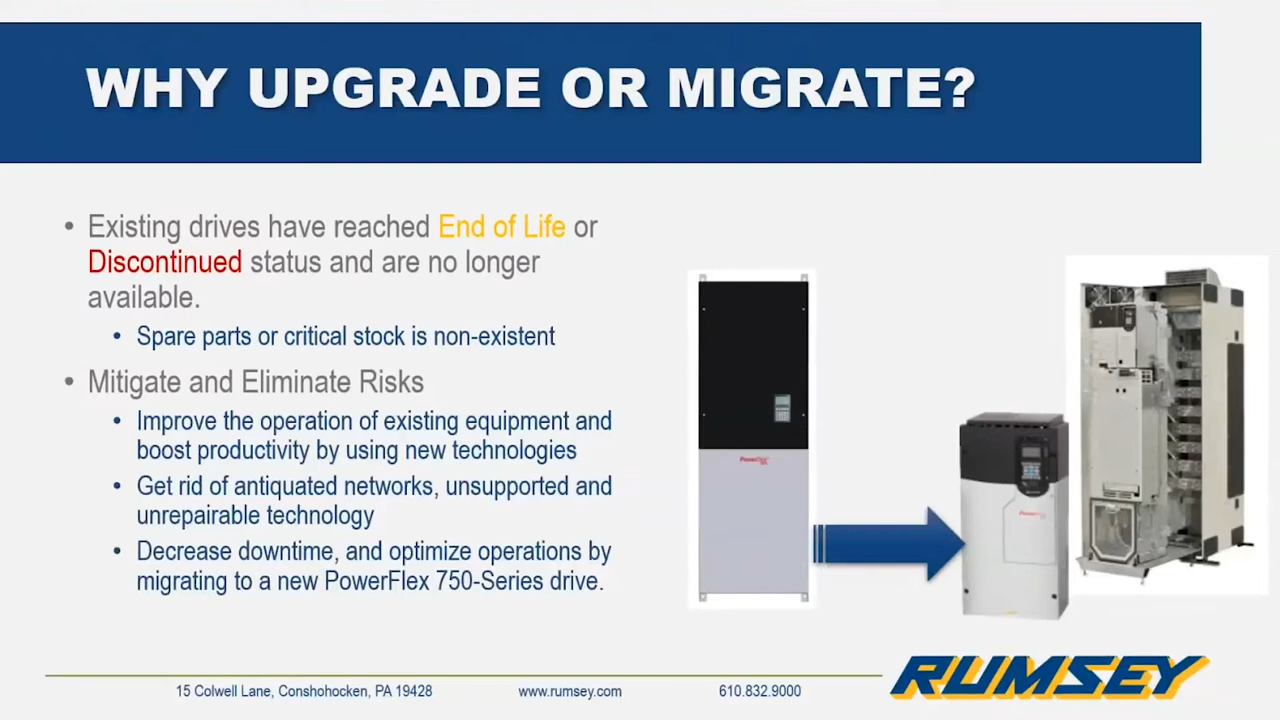 WHY UPGRADE OR MIGRATE?
• Existing drives have reached End of Life or
Discontinued status and are no longer
available.
• Spare parts or critical stock is non-existent
• Mitigate and Eliminate Risks
• Improve the operation of existing equipment and
boost productivity by using new technologies
• Get rid of antiquated networks, unsupported and
unrepairable technology
• Decrease downtime, and optimize operations by
migrating to a new PowerFlex 750-Series drive.
15 Colwell Lane, Conshohocken, PA 19428
www.rumsey.com
610.832.9000
RUMSEY